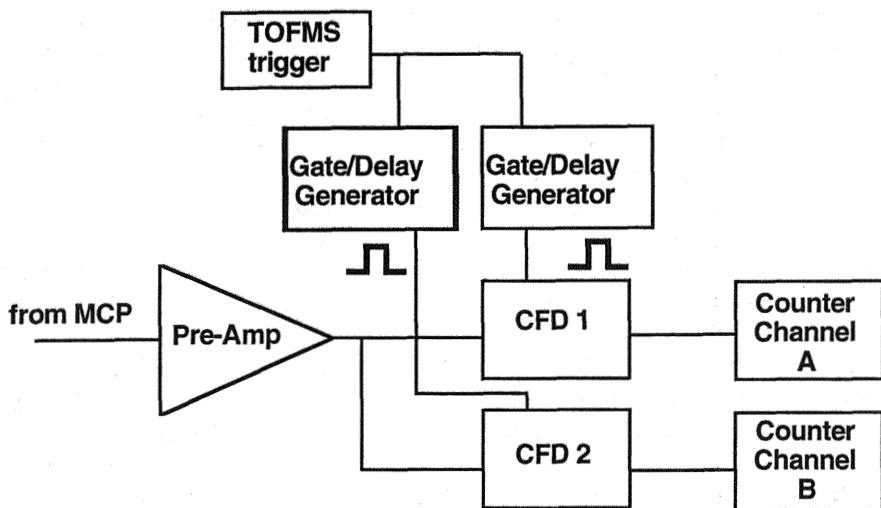 TOFMS
trigger
Gate/Delay
Generator
Gate/Delay
Generator
from MCP
Pre-Amp
CFD 1
Counter
Channel
A
CFD 2
Counter
Channel
B